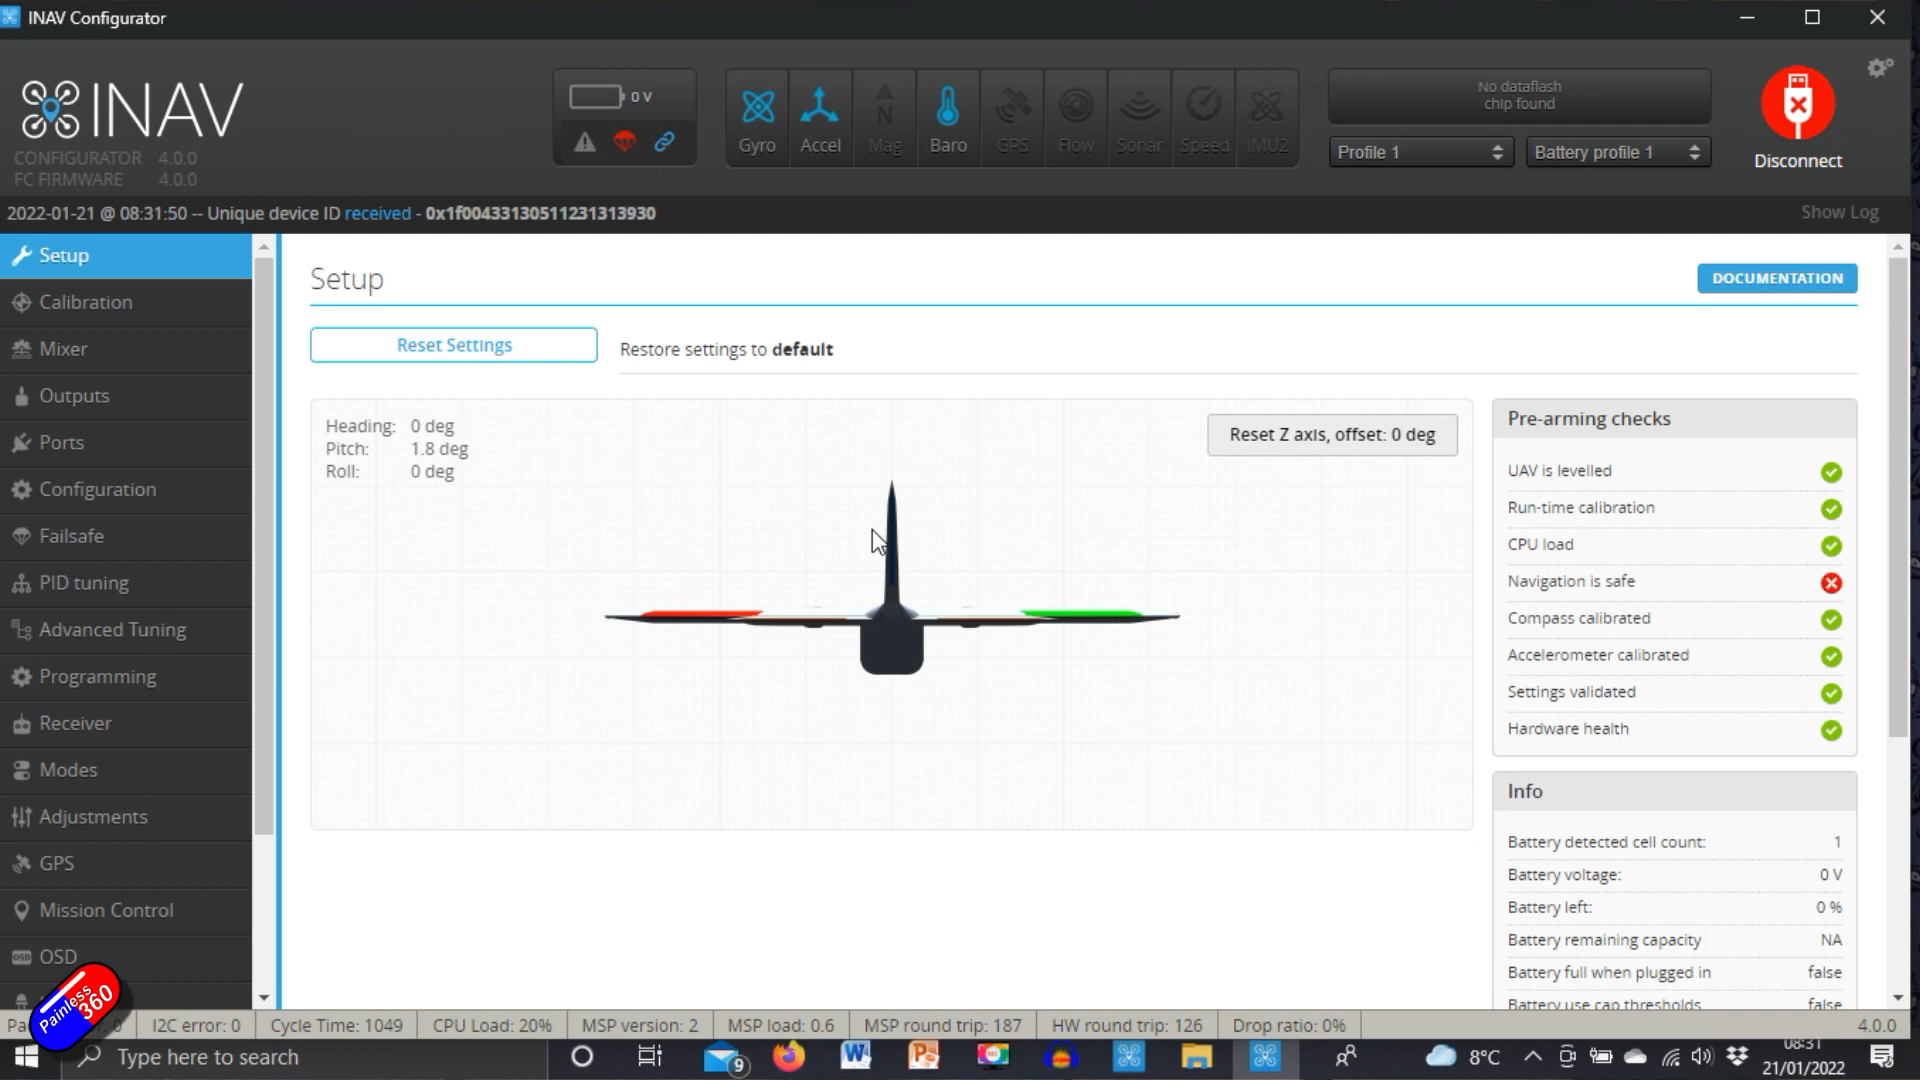 INAV Configurator
INAV
CONFIGURATOR 4.0.0
FC FIRMWARE 4.0.0
0 V
Gyro
Accel
Mag
Baro
GPS
Flow
Sonar
Speed
IMU2
No dataflash
chip found
Profile 1
Battery profile 1
Disconnect
2022-01-21 @ 08:31:50 -- Unique device ID received - 0x1f00433130511231313930
Show Log
Setup
Calibration
Mixer
Outputs
Ports
Configuration
Failsafe
PID tuning
Advanced Tuning
Programming
Receiver
Modes
Adjustments
GPS
Mission Control
OSD
Setup
DOCUMENTATION
Reset Settings
Restore settings to default
Heading: 0 deg
Pitch: 1.8 deg
Roll: 0 deg
Reset Z axis, offset: 0 deg
Pre-arming checks
UAV is levelled
Run-time calibration
CPU load
Navigation is safe
Compass calibrated
Accelerometer calibrated
Settings validated
Hardware health
Info
Battery detected cell count: 1
Battery voltage: 0 V
Battery left: 0 %
Battery remaining capacity NA
Battery full when plugged in false
Battery use cap thresholds false
Painless
360
I2C error: 0
Cycle Time: 1049
CPU Load: 20%
MSP version: 2
MSP load: 0.6
MSP round trip: 187
HW round trip: 126
Drop ratio: 0%
4.0.0
Type here to search
9
8°C
08:31
21/01/2022